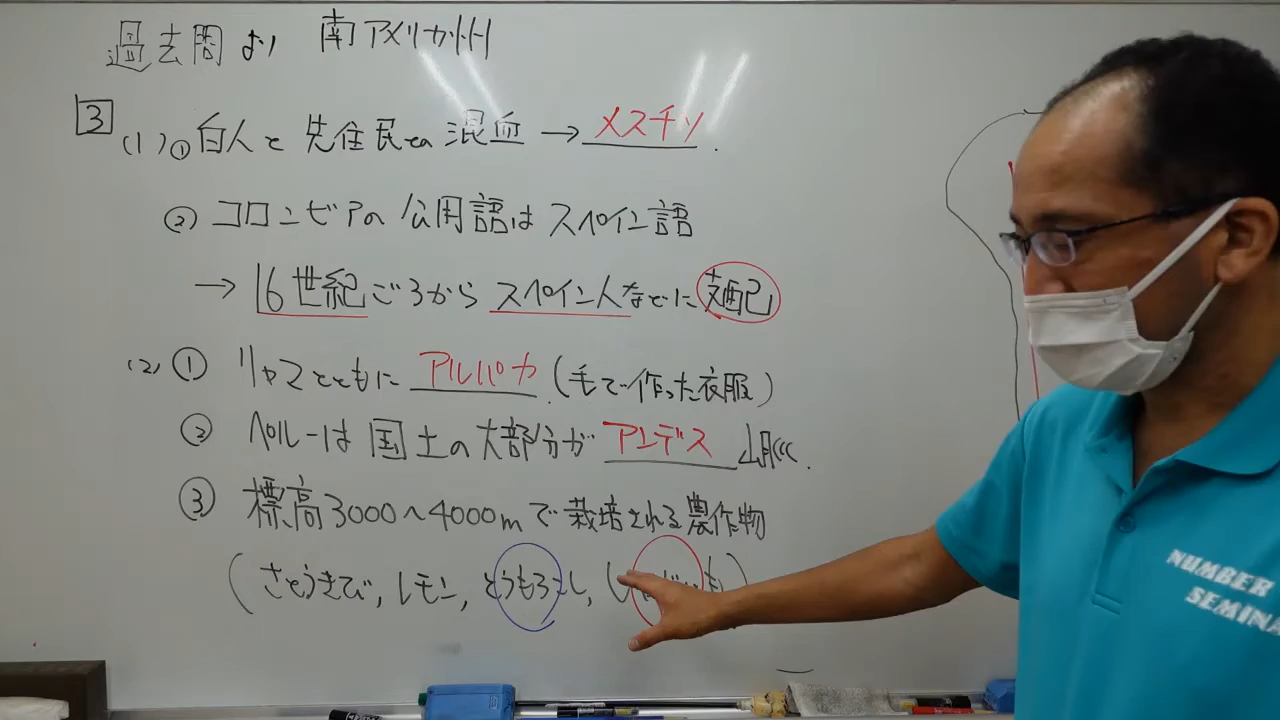 過去問より 南アメリカ州
3
(1)①白人と先住民との混血→メスチソ.
②コロンビアの公用語はスペイン語
→16世紀ごろからスペイン人などに支配
(2)①リャマとともにアルパカ.(毛で作った衣服)
②ペルーは国土の大部分がアンデス山脈.
③標高3000~4000mで栽培される農作物
(さとうきび,レモン,とうもろこし,
NUMBER
SEMINA